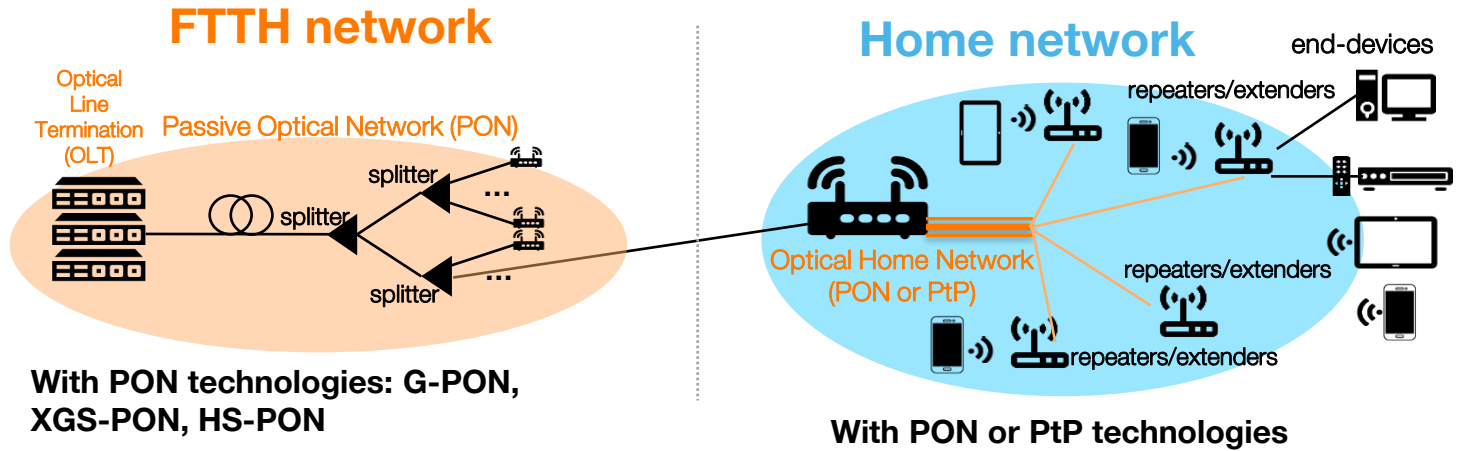 FTTH network
Optical
Line
Termination
(OLT)
Passive Optical Network (PON)
splitter
...
splitter
splitter
...
With PON technologies: G-PON,
XGS-PON, HS-PON
Home network
end-devices
repeaters/extenders
Optical Home Network
(PON or PtP)
repeaters/extenders
repeaters/extenders
With PON or PtP technologies